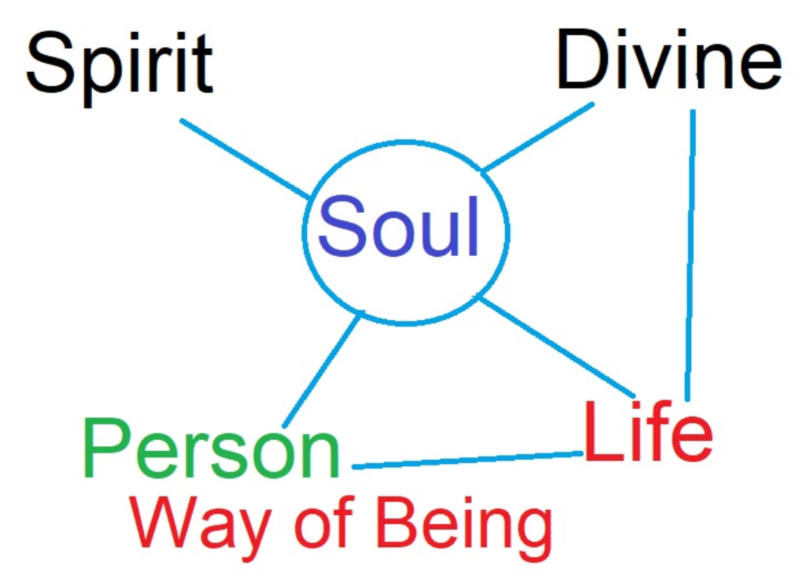 Spirit
Divine
Soul
Person
Life
Way of Being